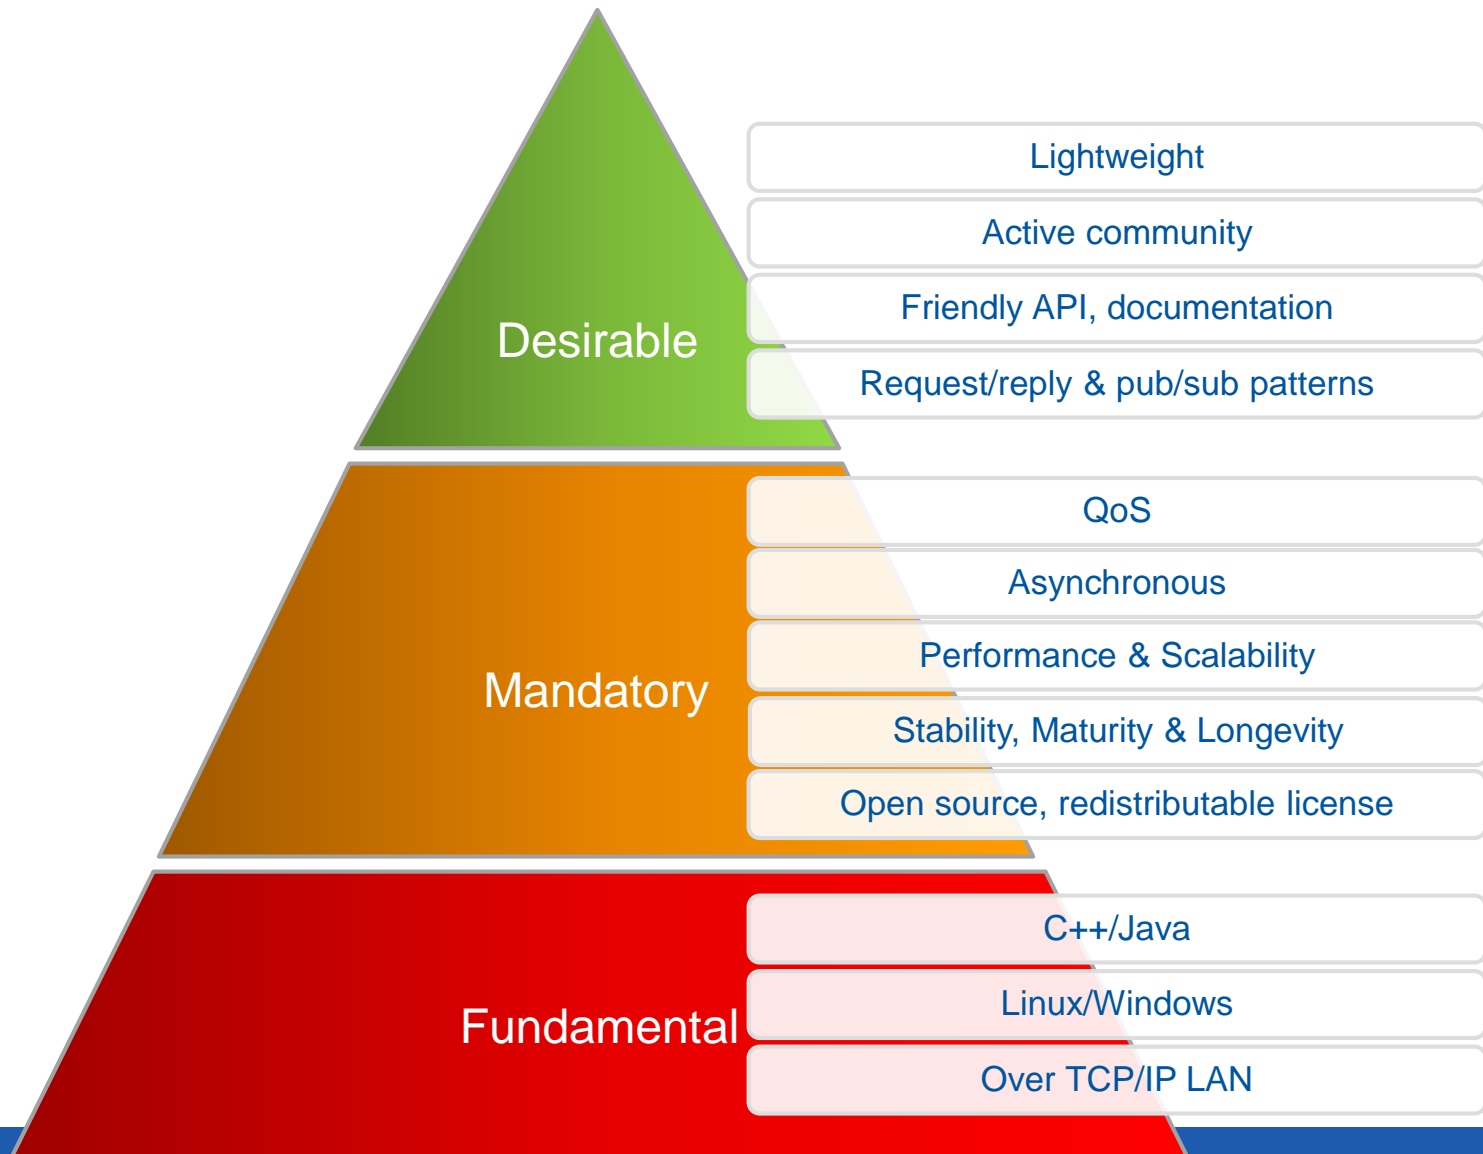 Desirable
Lightweight
Active community
Friendly API, documentation
Request/reply & pub/sub patterns
Mandatory
QoS
Asynchronous
Performance & Scalability
Stability, Maturity & Longevity
Open source, redistributable license
Fundamental
C++/Java
Linux/Windows
Over TCP/IP LAN